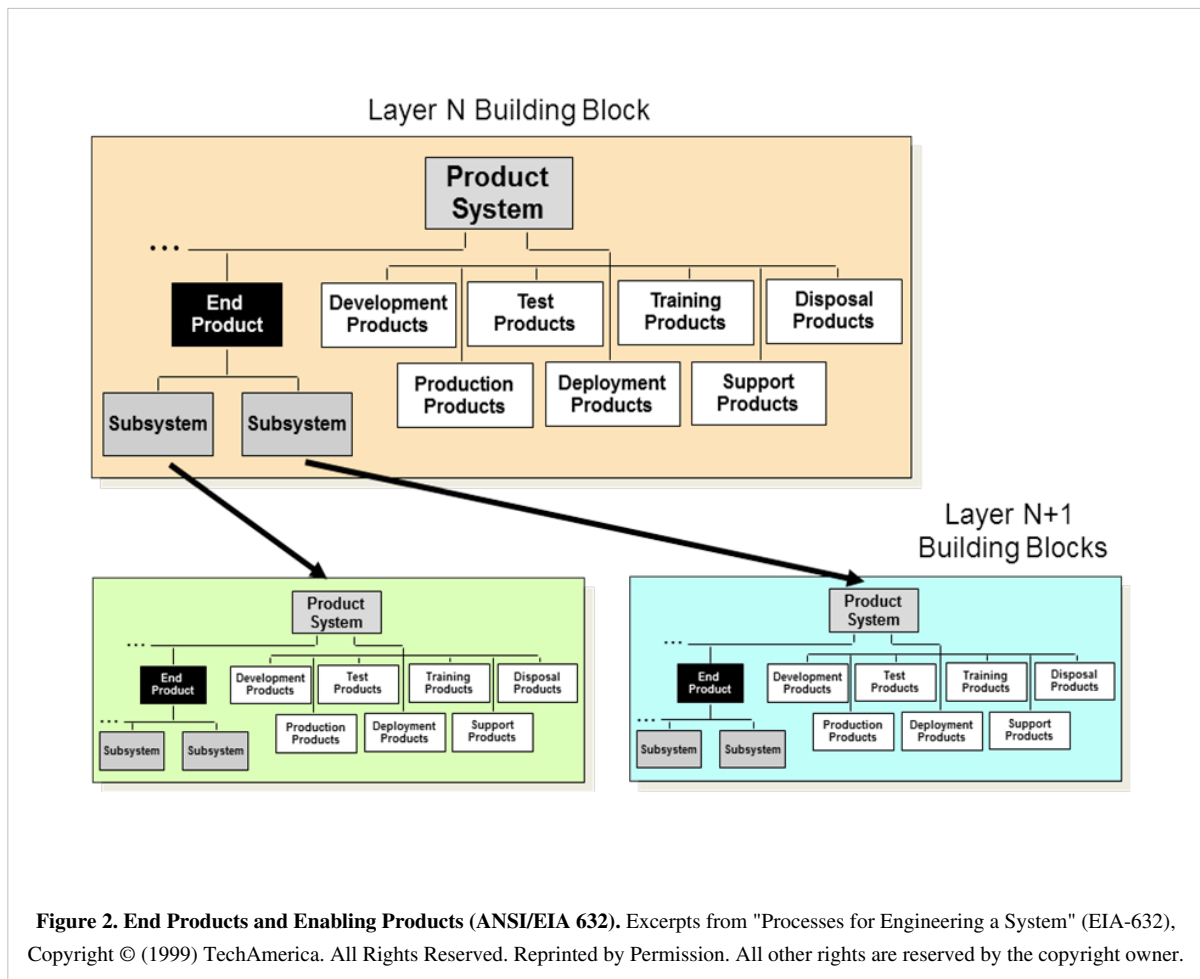 Layer N Building Block
Product
System
...
End
Product
Development
Products
Test
Products
Training
Products
Disposal
Products
Production
Products
Deployment
Products
Support
Products
Subsystem
Subsystem
Layer N+1
Building Blocks
Product
System
...
End
Product
Development
Products
Test
Products
Training
Products
Disposal
Products
...
Production
Products
Deployment
Products
Support
Products
Subsystem
Subsystem
Product
System
...
End
Product
Development
Products
Test
Products
Training
Products
Disposal
Products
...
Production
Products
Deployment
Products
Support
Products
Subsystem
Subsystem
Figure 2. End Products and Enabling Products (ANSI/EIA 632). Excerpts from "Processes for Engineering a System" (EIA-632),
Copyright © (1999) TechAmerica. All Rights Reserved. Reprinted by Permission. All other rights are reserved by the copyright owner.